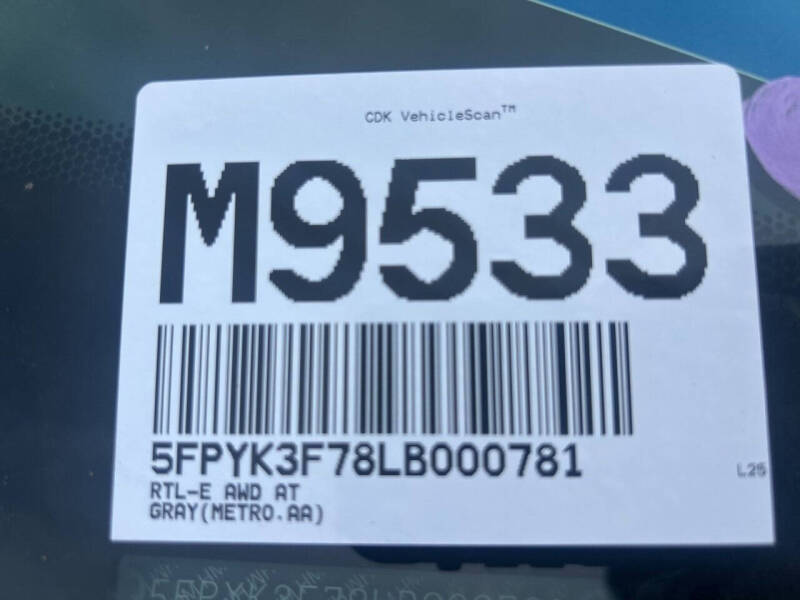 CDK VehicleScan™
M9533
5FPYK3F78LB000781
RTL-E AWD AT
GRAY(METRO.AA)
L25